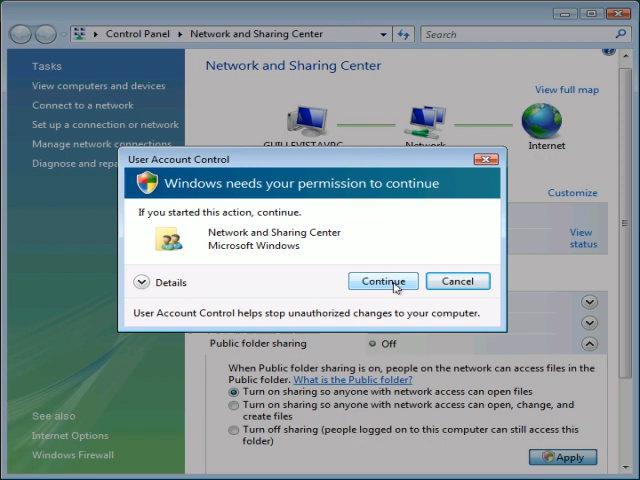 Control Panel
Network and Sharing Center
Search
Tasks
View computers and devices
Connect to a network
Set up a connection or network
Manage network connections
Diagnose and repa
Network and Sharing Center
View full map
GUILLEVISTAVPC
Network
Internet
Customize
View
status
User Account Control
Windows needs your permission to continue
If you started this action, continue.
Network and Sharing Center
Microsoft Windows
Details
Continue
Cancel
User Account Control helps stop unauthorized changes to your computer.
Public folder sharing
Off
When Public folder sharing is on, people on the network can access files in the
Public folder. What is the Public folder?
Turn on sharing so anyone with network access can open files
Turn on sharing so anyone with network access can open, change, and
create files
Turn off sharing (people logged on to this computer can still access this
folder)
Apply
See also
Internet Options
Windows Firewall